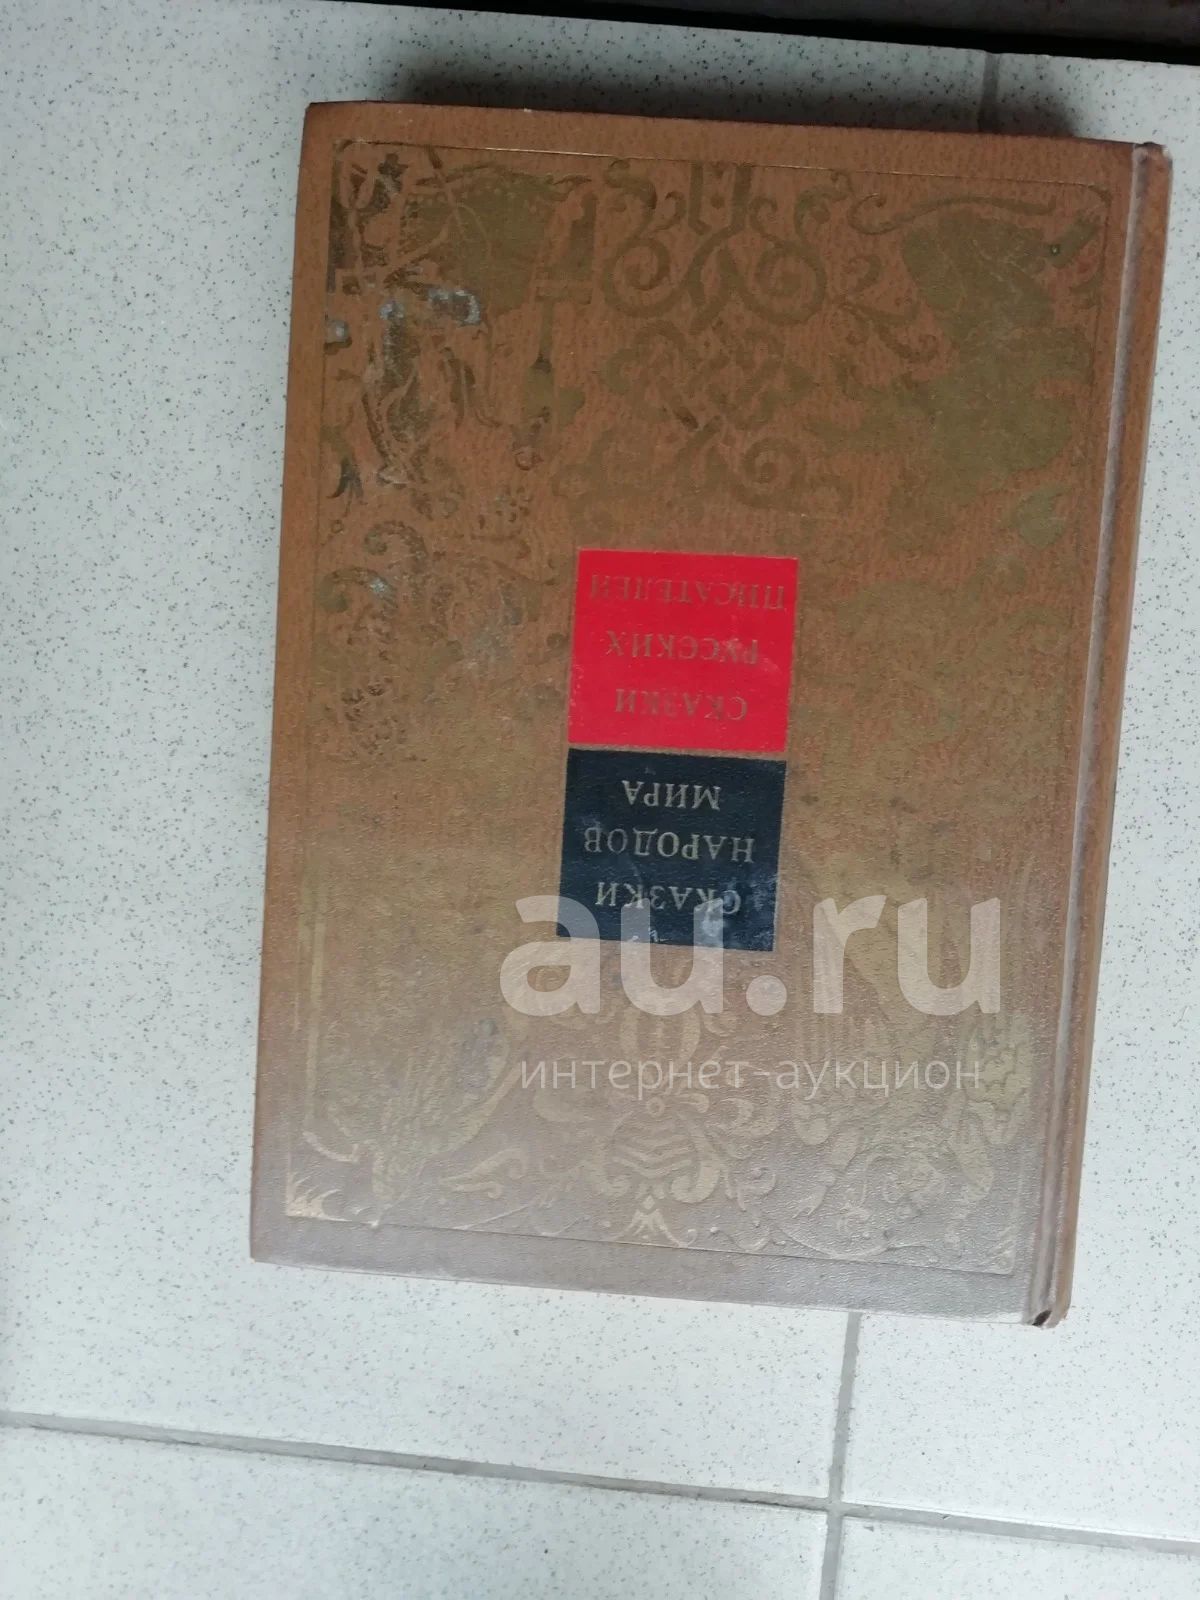 СКАЗКИ
НАРОДОВ
МИРА
СКАЗКИ
РУССКИХ
ПИСАТЕЛЕЙ
au.ru
интернет-аукцион